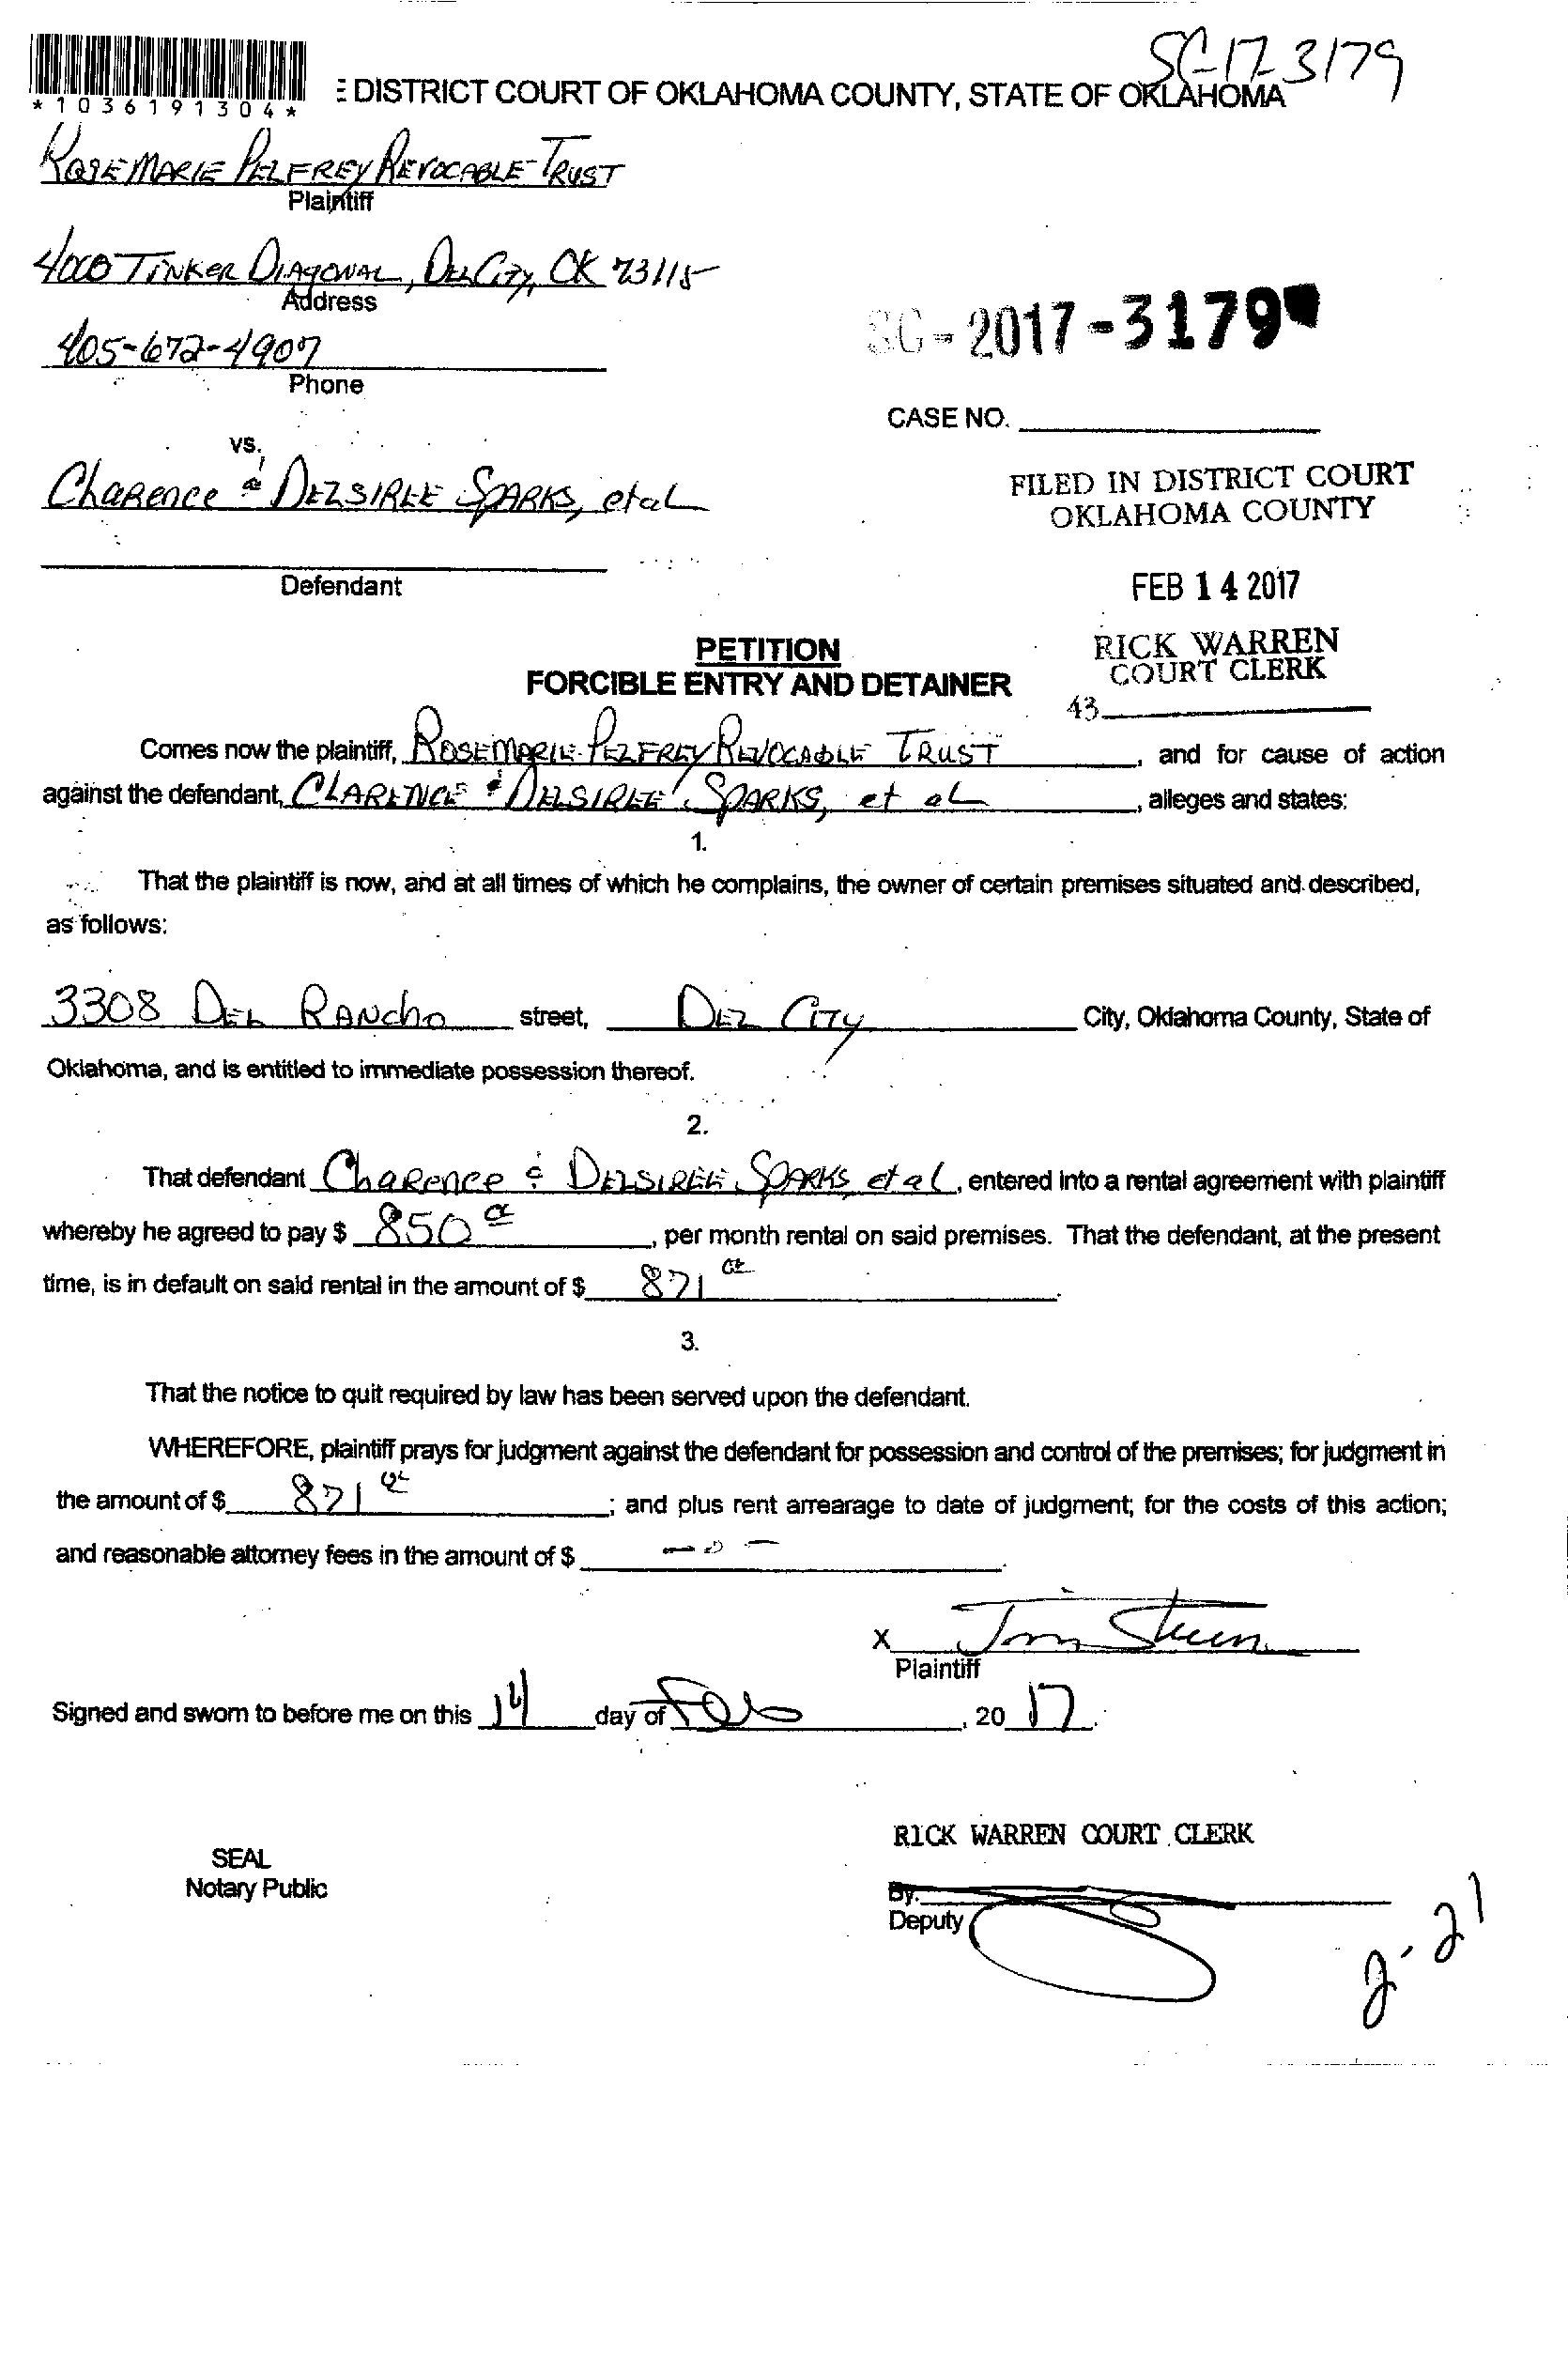 SC-17-3179
*1036191304*
E DISTRICT COURT OF OKLAHOMA COUNTY, STATE OF OKLAHOMA
ROSEMARIE PELFREY REVOCABLE TRUST
Plaintiff
4000 TINKER DIAGONAL, DEL CITY, OK 73115
Address
405-672-4907
Phone
SC-2017-3179
CASE NO.
vs.
Charence & DELSIREE SPARKS, et al
FILED IN DISTRICT COURT
OKLAHOMA COUNTY
Defendant
FEB 14 2017
PETITION
FORCIBLE ENTRY AND DETAINER
RICK WARREN
COURT CLERK
43
Comes now the plaintiff, ROSEMARIE PELFREY REVOCABLE TRUST, and for cause of action
against the defendant, CLARENCE & DELSIREE SPARKS, et al, alleges and states:
1.
That the plaintiff is now, and at all times of which he complains, the owner of certain premises situated and described,
as follows:
3308 DEL RANCho street, DEL CITY City, Oklahoma County, State of
Oklahoma, and is entitled to immediate possession thereof.
2.
That defendant Charence & DELSIREE SPARKS et al, entered into a rental agreement with plaintiff
whereby he agreed to pay $ 850, per month rental on said premises. That the defendant, at the present
time, is in default on said rental in the amount of $ 871.
3.
That the notice to quit required by law has been served upon the defendant.
WHEREFORE, plaintiff prays for judgment against the defendant for possession and control of the premises; for judgment in
the amount of $ 871; and plus rent arrearage to date of judgment; for the costs of this action;
and reasonable attorney fees in the amount of $ -0-.
X
Plaintiff
Signed and sworn to before me on this 14 day of Feb, 20 17.
RICK WARREN COURT CLERK
SEAL
Notary Public
By.
Deputy
2-21